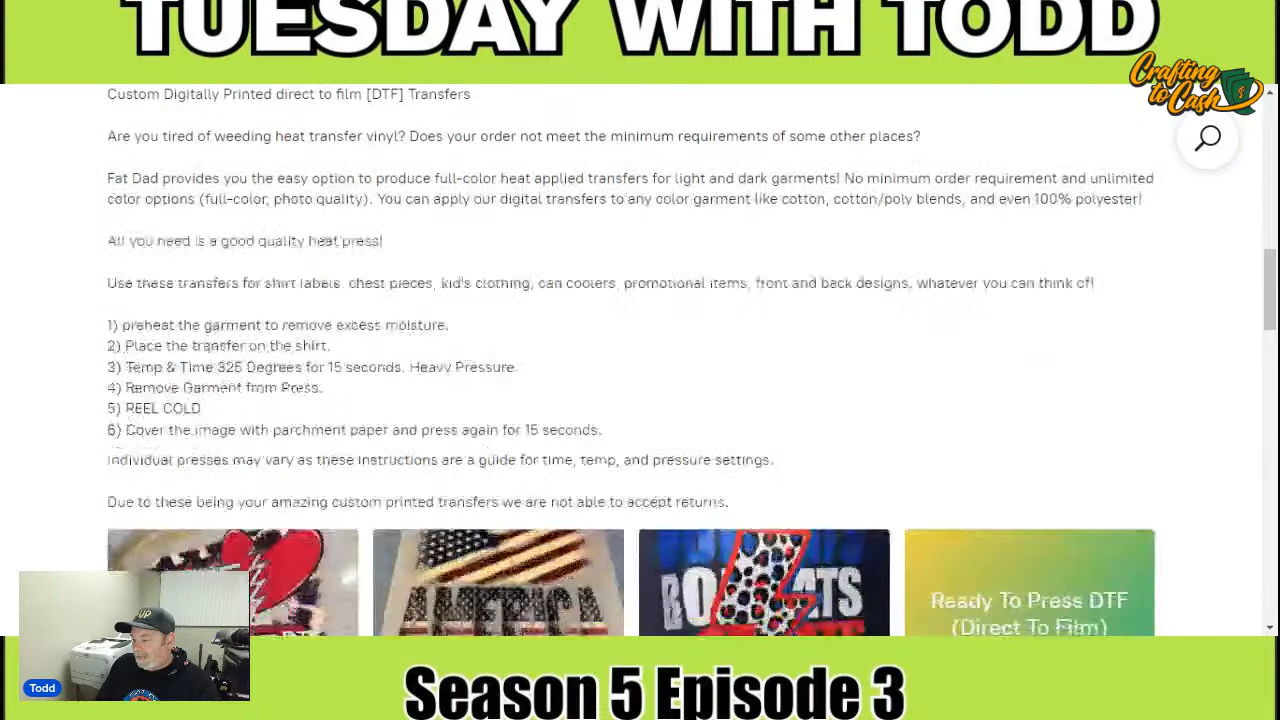 TUESDAY WITH TODD
Crafting
to Cash
Custom Digitally Printed direct to film [DTF] Transfers
Are you tired of weeding heat transfer vinyl? Does your order not meet the minimum requirements of some other places?
Fat Dad provides you the easy option to produce full-color heat applied transfers for light and dark garments! No minimum order requirement and unlimited
color options (full-color, photo quality). You can apply our digital transfers to any color garment like cotton, cotton/poly blends, and even 100% polyester!
All you need is a good quality heat press!
Use these transfers for shirt labels, chest pieces, kid's clothing, can coolers, promotional items, front and back designs, whatever you can think of!
1) preheat the garment to remove excess moisture.
2) Place the transfer on the shirt.
3) Temp & Time 325 Degrees for 15 seconds. Heavy Pressure.
4) Remove Garment from Press.
5) PEEL COLD
6) Cover the image with parchment paper and press again for 15 seconds.
Individual presses may vary as these instructions are a guide for time, temp, and pressure settings.
Due to these being your amazing custom printed transfers we are not able to accept returns.
AMERICA
Ready To Press DTF
(Direct To Film)
UP
Todd
Season 5 Episode 3